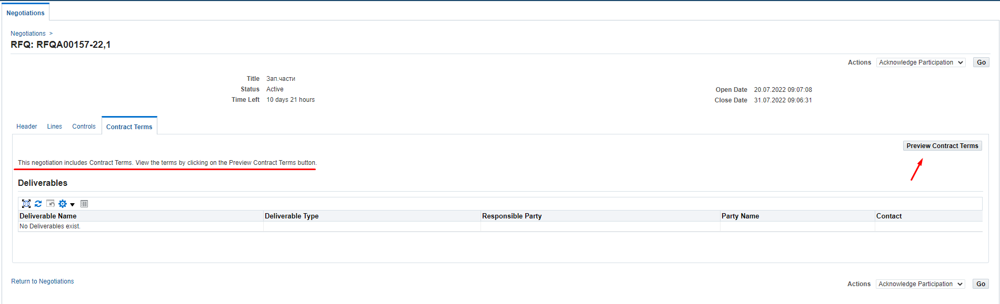 Negotiations
Negotiations >
RFQ: RFQA00157-22,1
Actions Acknowledge Participation Go
Title Зап.части
Status Active
Time Left 10 days 21 hours
Open Date 20.07.2022 09:07:08
Close Date 31.07.2022 09:06:31
Header Lines Controls Contract Terms
Preview Contract Terms
This negotiation includes Contract Terms. View the terms by clicking on the Preview Contract Terms button.
Deliverables
Deliverable Name Deliverable Type Responsible Party Party Name Contact
No Deliverables exist.
Return to Negotiations
Actions Acknowledge Participation Go